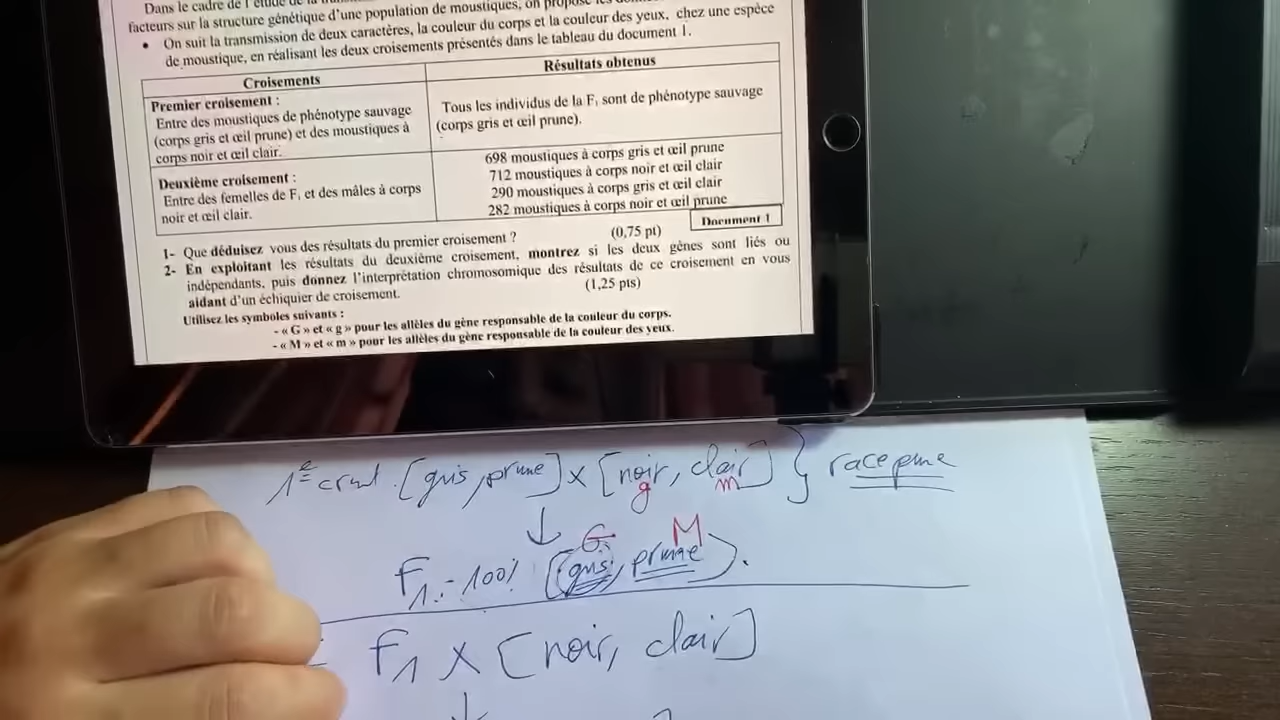 Dans le cadre de l'étude de la
facteurs sur la structure génétique d'une population de moustiques, on propose les
• On suit la transmission de deux caractères, la couleur du corps et la couleur des yeux, chez une espèce
de moustique, en réalisant les deux croisements présentés dans le tableau du document 1.
Croisements
Résultats obtenus
Premier croisement :
Entre des moustiques de phénotype sauvage
(corps gris et œil prune) et des moustiques à
corps noir et œil clair.
Tous les individus de la F₁ sont de phénotype sauvage
(corps gris et œil prune).
Deuxième croisement :
Entre des femelles de F₁ et des mâles à corps
noir et œil clair.
698 moustiques à corps gris et œil prune
712 moustiques à corps noir et œil clair
290 moustiques à corps gris et œil clair
282 moustiques à corps noir et œil prune
Document 1
1- Que déduisez vous des résultats du premier croisement ? (0,75 pt)
2- En exploitant les résultats du deuxième croisement, montrez si les deux gènes sont liés ou
indépendants, puis donnez l'interprétation chromosomique des résultats de ce croisement en vous
aidant d'un échiquier de croisement. (1,25 pts)
Utilisez les symboles suivants :
- « G » et « g » pour les allèles du gène responsable de la couleur du corps.
- « M » et « m » pour les allèles du gène responsable de la couleur des yeux.
1e crmt. [gris, prune] x [noir, clair] } race pure
g m
G M
F1 : 100% [gris, prune].
F1 X [noir, clair]